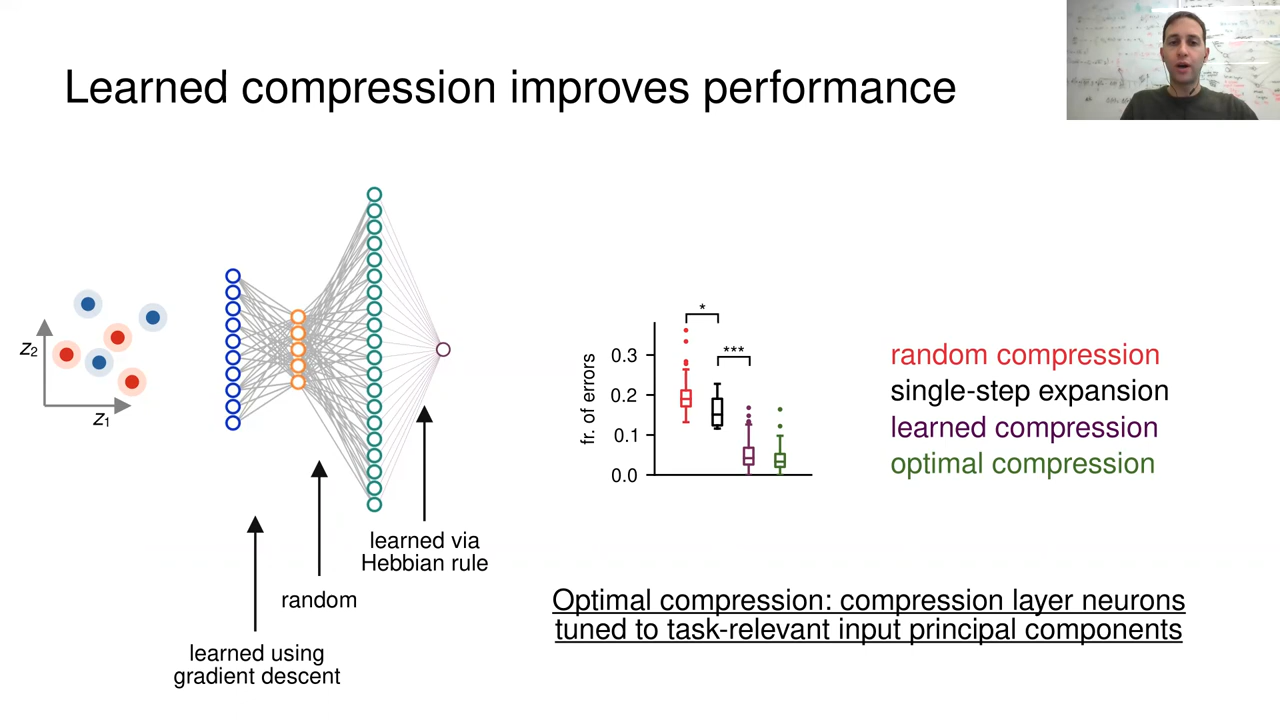 Learned compression improves performance
z2
z1
learned using
gradient descent
random
learned via
Hebbian rule
fr. of errors
0.3
0.2
0.1
0.0
*
***
random compression
single-step expansion
learned compression
optimal compression
Optimal compression: compression layer neurons
tuned to task-relevant input principal components